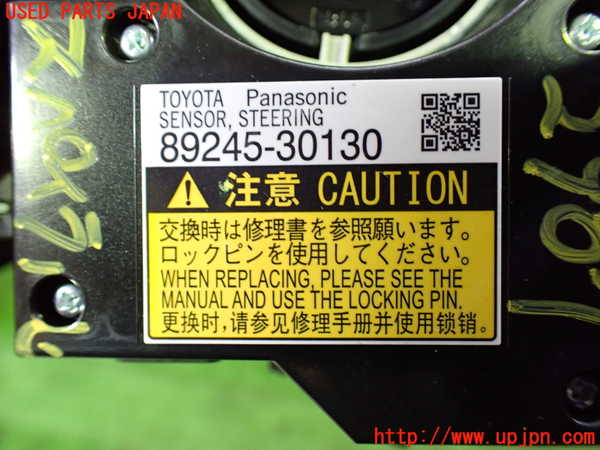 USED PARTS JAPAN
TOYOTA Panasonic
SENSOR, STEERING
89245-30130
注意 CAUTION
交換時は修理書を参照願います。
ロックピンを使用してください。
WHEN REPLACING, PLEASE SEE THE
MANUAL AND USE THE LOCKING PIN.
更换时,请参见修理手册并使用锁销。
http://www.upjpn.com/